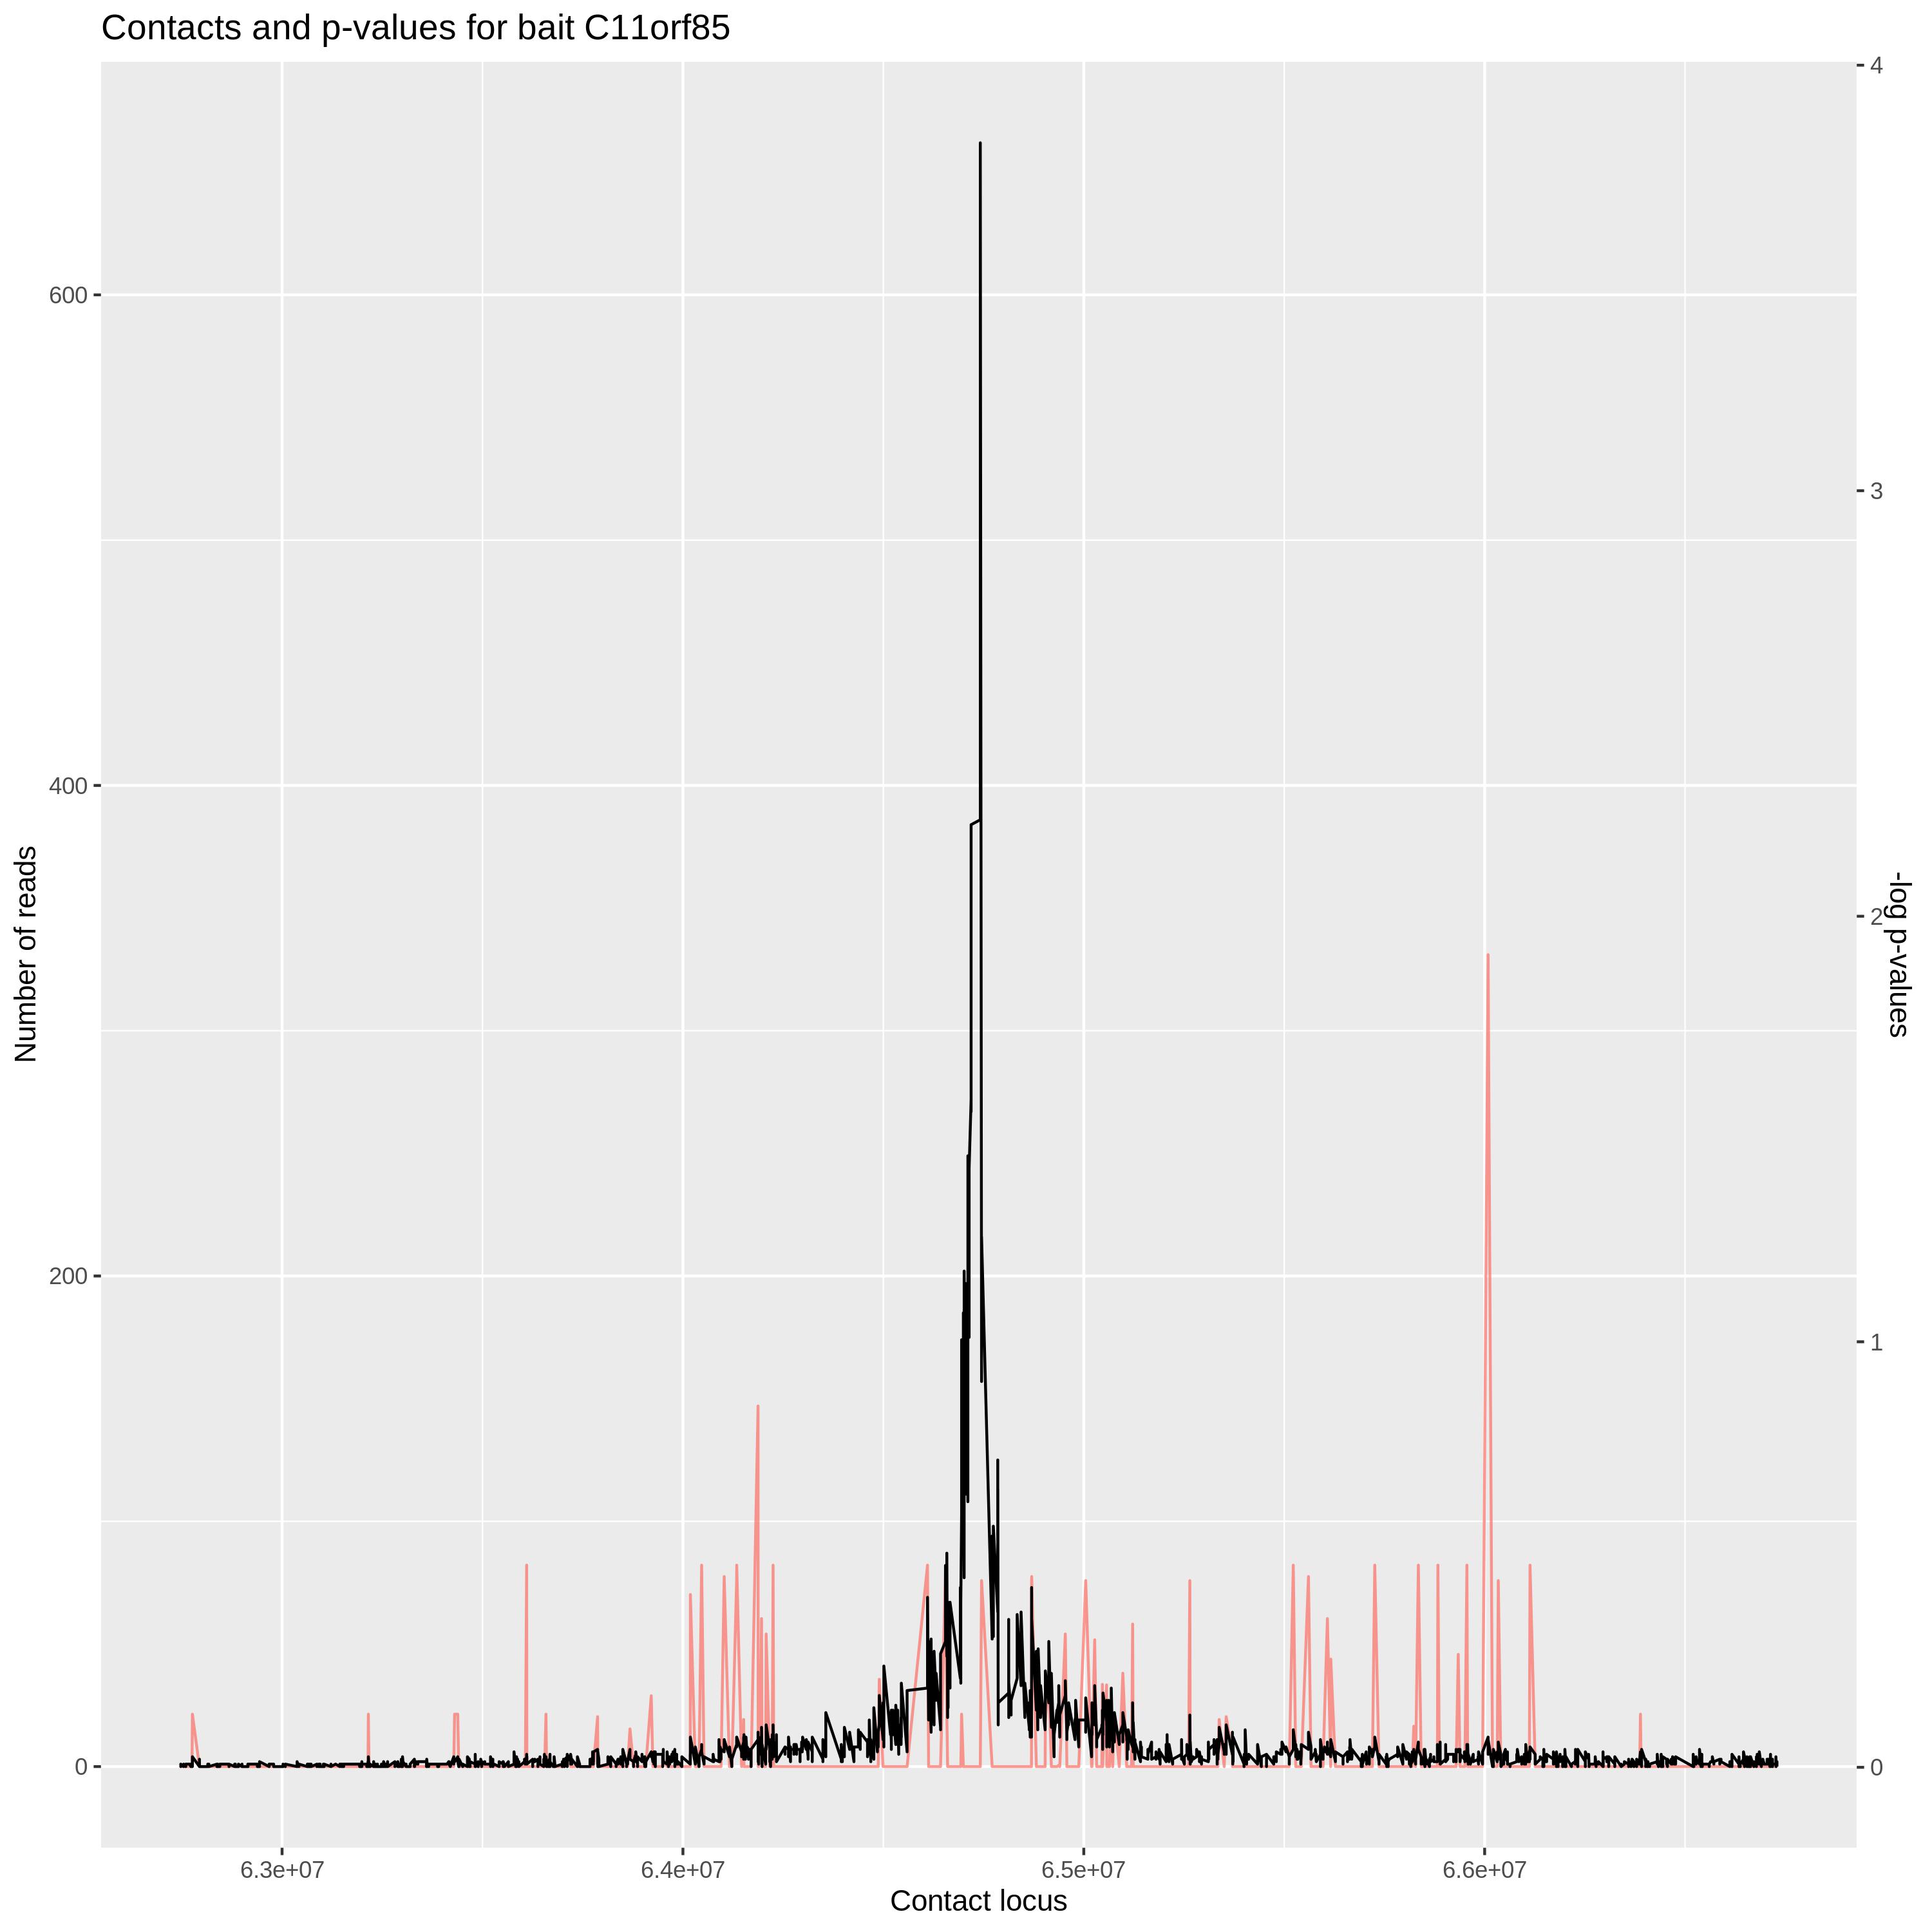 Contacts and p-values for bait C11orf85
4
600
3
400
2
200
1
0
0
Number of reads
-log p-values
6.3e+07
6.4e+07
6.5e+07
6.6e+07
Contact locus